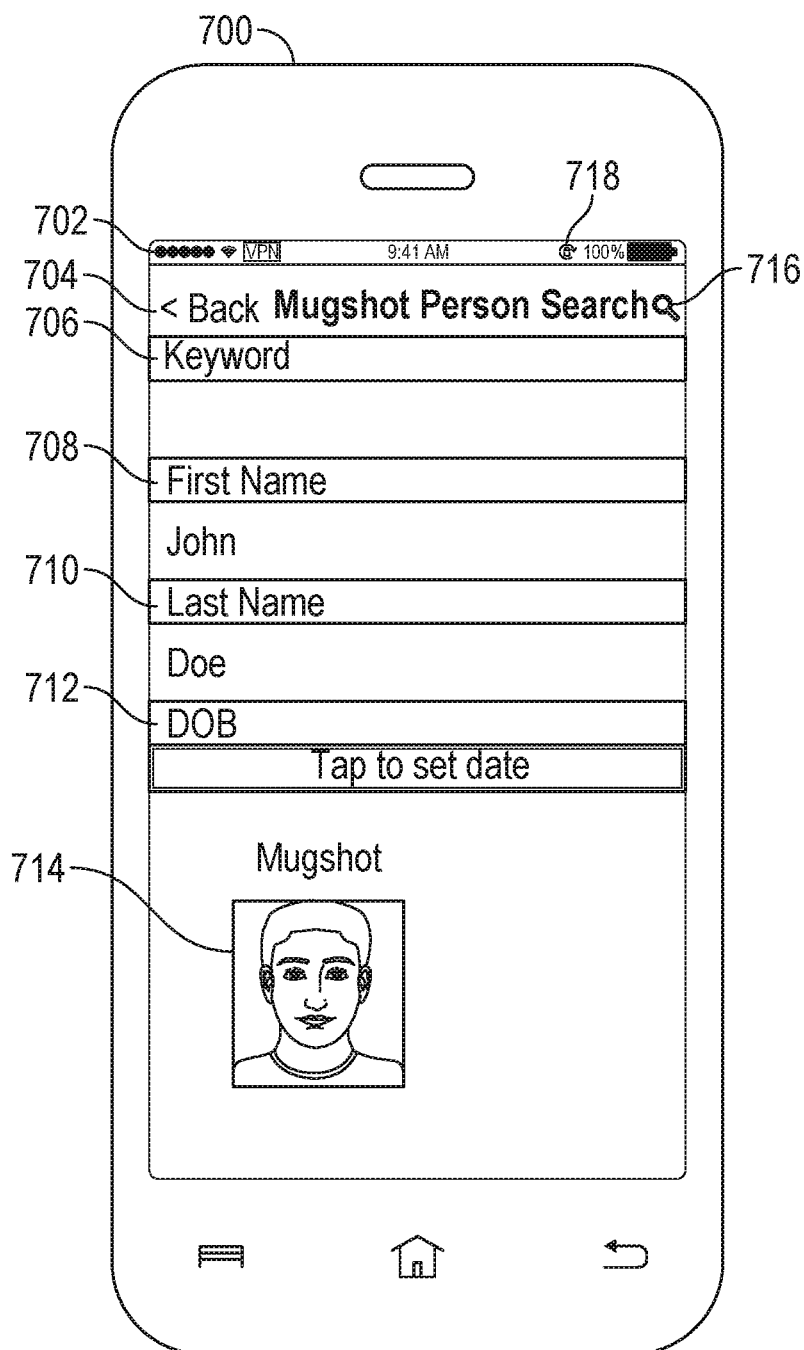 700
718
702
VPN 9:41 AM 100%
716
704
< Back Mugshot Person Search
706
Keyword
708
First Name
John
710
Last Name
Doe
712
DOB
Tap to set date
Mugshot
714